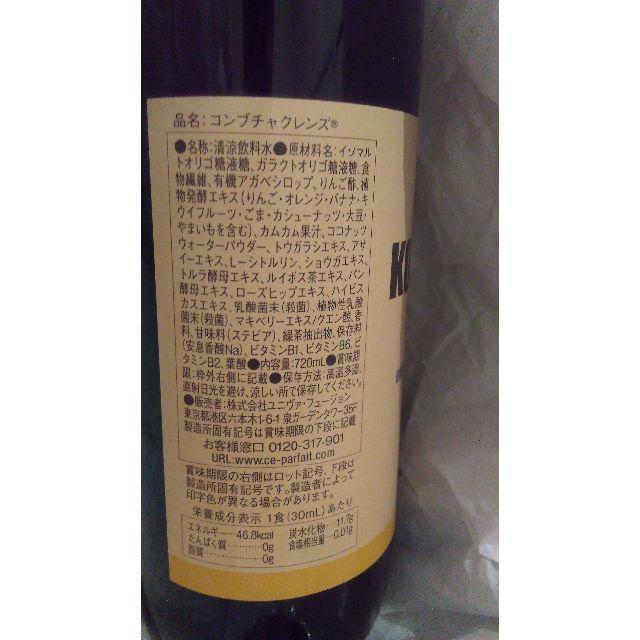 品名:コンブチャクレンズ®
●名称:清涼飲料水●原材料名:イソマル
トオリゴ糖液糖、ガラクトオリゴ糖液糖、食
物繊維、有機アガベシロップ、りんご酢、植
物発酵エキス(りんご・オレンジ・バナナ・キ
ウイフルーツ・ごま・カシューナッツ・大豆・
やまいもを含む)、カムカム果汁、ココナッツ
ウォーターパウダー、トウガラシエキス、アサ
イーエキス、L-シトルリン、ショウガエキス、
トルラ酵母エキス、ルイボス茶エキス、パン
酵母エキス、ローズヒップエキス、ハイビス
カスエキス、乳酸菌末(殺菌)、植物性乳酸
菌末(殺菌)、マキベリーエキス/クエン酸、香
料、甘味料(ステビア)、緑茶抽出物、保存料
(安息香酸Na)、ビタミンB1、ビタミンB6、ビ
タミンB2、葉酸●内容量:720mL●賞味期
限:枠外右側に記載●保存方法:高温多湿、
直射日光を避け、涼しい所で保存してください。
●販売者:株式会社ユニヴァ・フュージョン
東京都港区六本木1-6-1 泉ガーデンタワー35F
製造所固有記号は賞味期限の下段に記載
お客様窓口 0120-317-901
URL:www.ce-parfait.com
賞味期限の右側はロット記号、下段は
製造所固有記号です。製造者によって
印字色が異なる場合があります。
栄養成分表示 1食(30mL)あたり
エネルギー…46.8kcal 炭水化物…11.7g
たんぱく質…0g 食塩相当量…0.01g
脂質…0g
KO